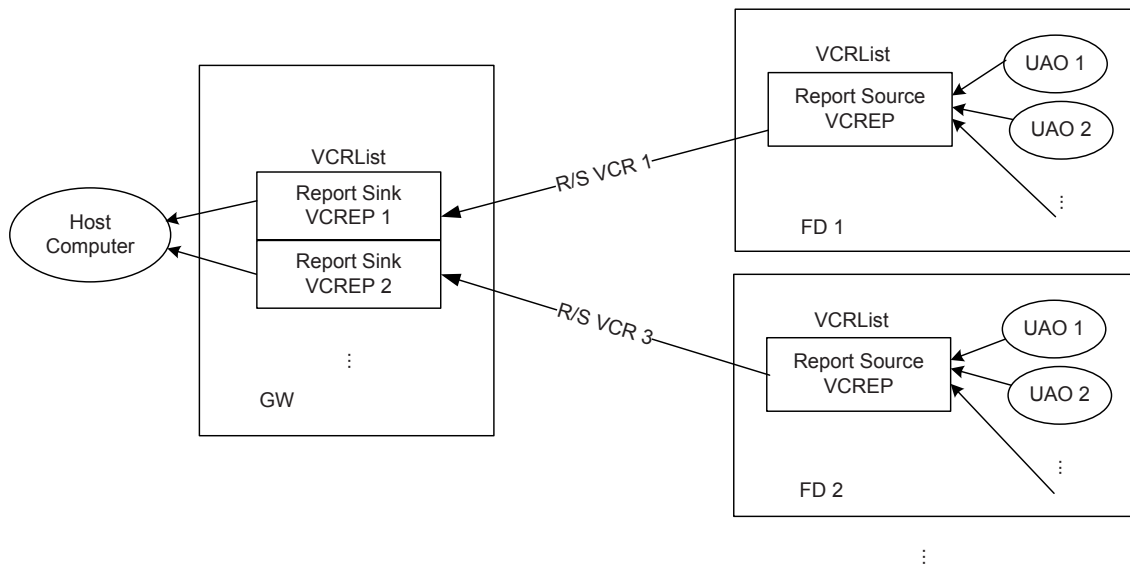 Host
Computer
VCRList
Report Sink
VCREP 1
Report Sink
VCREP 2
⋮
GW
R/S VCR 1
R/S VCR 3
VCRList
Report Source
VCREP
UAO 1
UAO 2
⋮
FD 1
VCRList
Report Source
VCREP
UAO 1
UAO 2
⋮
FD 2
⋮